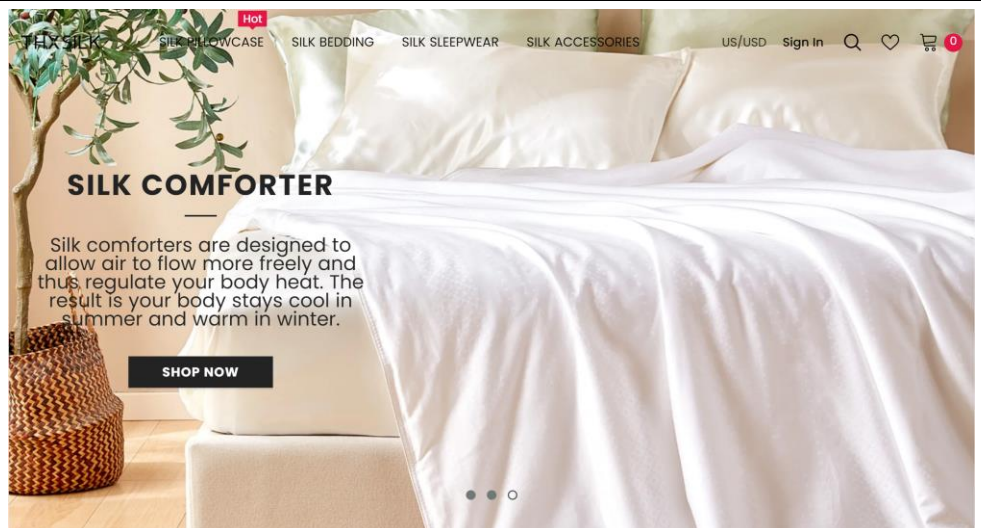 Hot
THXSILK
SILK PILLOWCASE
SILK BEDDING
SILK SLEEPWEAR
SILK ACCESSORIES
US/USD
Sign In
0
SILK COMFORTER
Silk comforters are designed to
allow air to flow more freely and
thus regulate your body heat. The
result is your body stays cool in
summer and warm in winter.
SHOP NOW